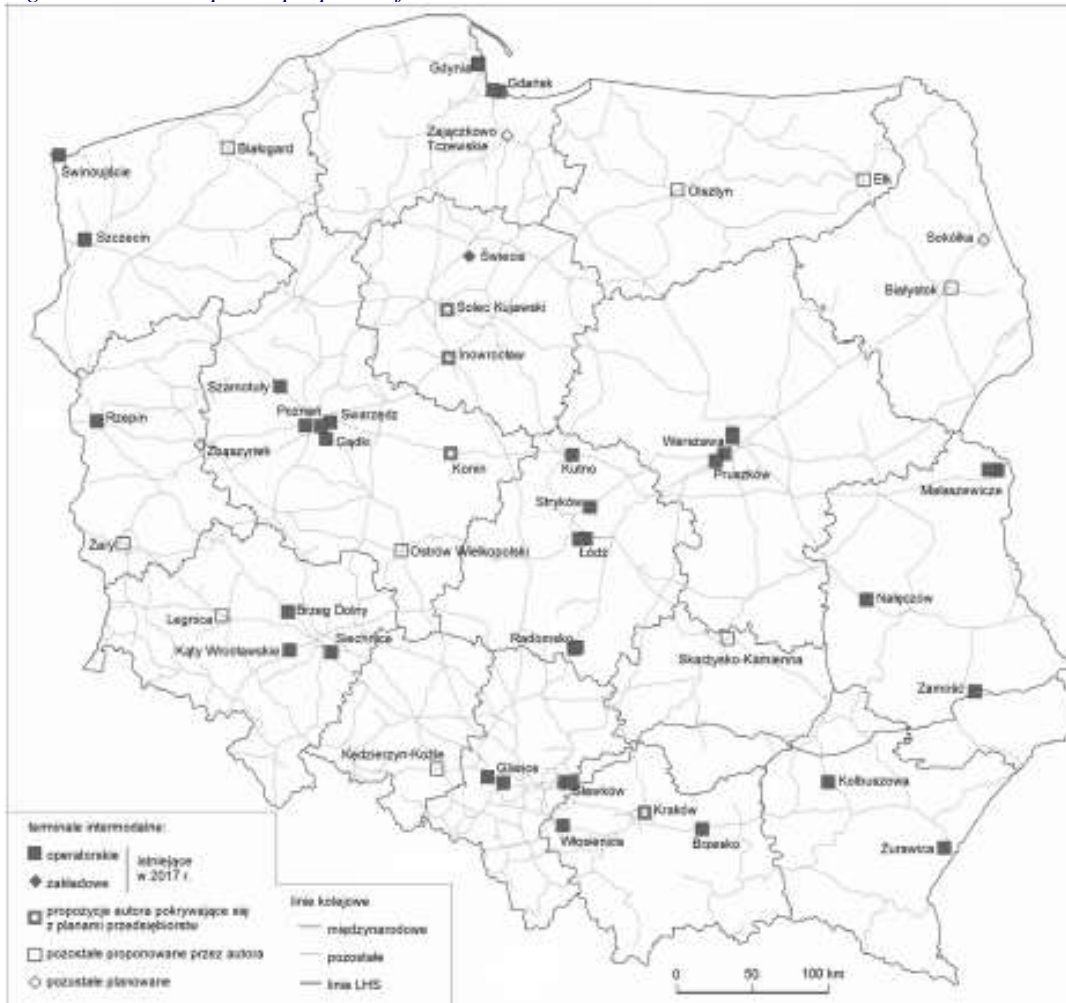 Gdynia
Gdańsk
Zajączkowo
Tczewskie
Białogard
Świnoujście
Olsztyn
Ełk
Szczecin
Sokółka
Świecie
Białystok
Solec Kujawski
Inowrocław
Szamotuły
Rzepin
Poznań
Swarzędz
Gądki
Zbąszynek
Konin
Kutno
Warszawa
Pruszków
Małaszewicze
Stryków
Łódź
Żary
Ostrów Wielkopolski
Legnica
Brzeg Dolny
Nałęczów
Kąty Wrocławskie
Siechnice
Radomsko
Skarżysko-Kamienna
Zamość
Kędzierzyn-Koźle
Gliwice
Sławków
Kolbuszowa
Kraków
Włosienica
Brzesko
Żurawica
terminale intermodalne:
operatorskie
zakładowe
istniejące
w 2017 r.
propozycje autora pokrywające się
z planami przedsiębiorstw
pozostałe proponowane przez autora
pozostałe planowane
linie kolejowe
międzynarodowe
pozostałe
linia LHS
0 50 100 km